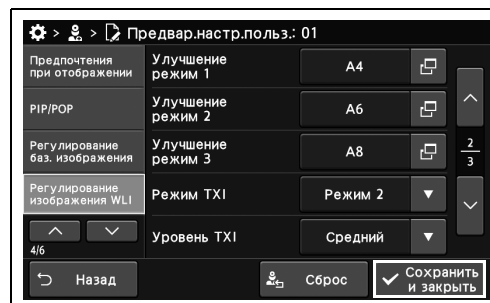 > > Предвар.настр.польз.: 01
Предпочтения
при отображении
PIP/POP
Регулирование
баз. изображения
Регулирование
изображения WLI
4/6
Улучшение
режим 1
A4
Улучшение
режим 2
A6
Улучшение
режим 3
A8
Режим TXI
Режим 2
Уровень TXI
Средний
2
3
Назад
Сброс
Сохранить
и закрыть